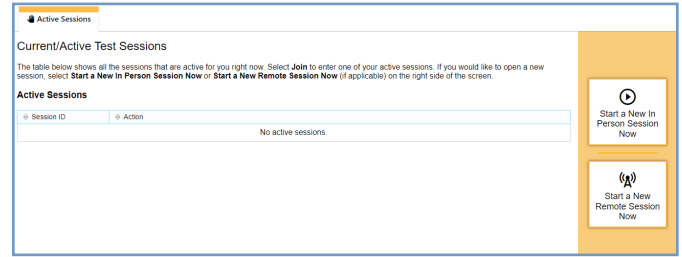 Active Sessions
Current/Active Test Sessions
The table below shows all the sessions that are active for you right now. Select Join to enter one of your active sessions. If you would like to open a new
session, select Start a New In Person Session Now or Start a New Remote Session Now (if applicable) on the right side of the screen.
Active Sessions
Session ID
Action
No active sessions.
Start a New In
Person Session
Now
Start a New
Remote Session
Now